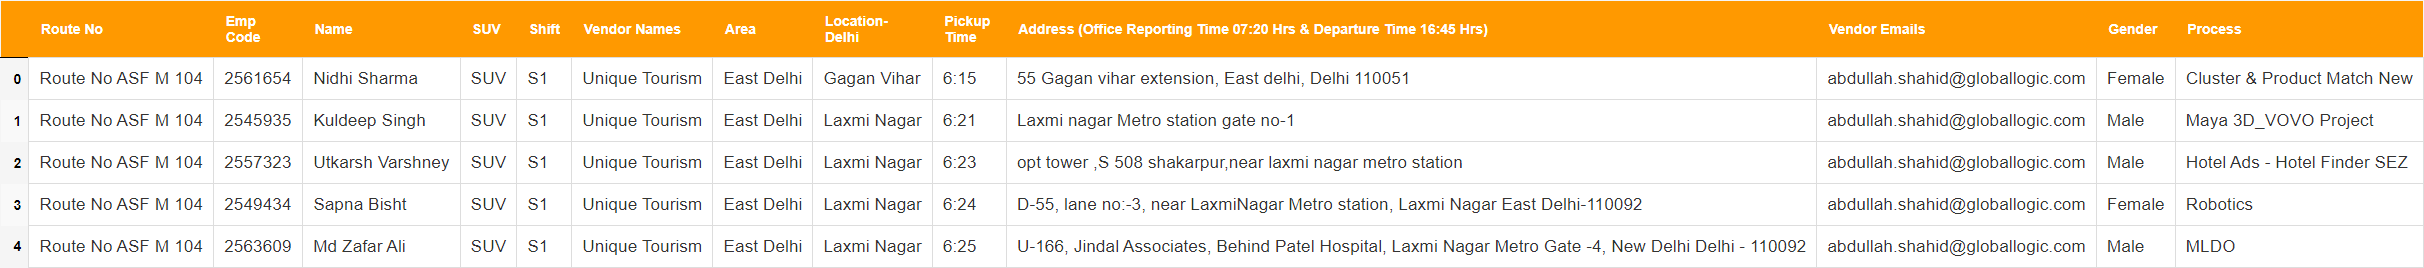 Route No Emp Code Name SUV Shift Vendor Names Area Location-Delhi Pickup Time Address (Office Reporting Time 07:20 Hrs & Departure Time 16:45 Hrs) Vendor Emails Gender Process
0 Route No ASF M 104 2561654 Nidhi Sharma SUV S1 Unique Tourism East Delhi Gagan Vihar 6:15 55 Gagan vihar extension, East delhi, Delhi 110051 abdullah.shahid@globallogic.com Female Cluster & Product Match New
1 Route No ASF M 104 2545935 Kuldeep Singh SUV S1 Unique Tourism East Delhi Laxmi Nagar 6:21 Laxmi nagar Metro station gate no-1 abdullah.shahid@globallogic.com Male Maya 3D_VOVO Project
2 Route No ASF M 104 2557323 Utkarsh Varshney SUV S1 Unique Tourism East Delhi Laxmi Nagar 6:23 opt tower ,S 508 shakarpur,near laxmi nagar metro station abdullah.shahid@globallogic.com Male Hotel Ads - Hotel Finder SEZ
3 Route No ASF M 104 2549434 Sapna Bisht SUV S1 Unique Tourism East Delhi Laxmi Nagar 6:24 D-55, lane no:-3, near LaxmiNagar Metro station, Laxmi Nagar East Delhi-110092 abdullah.shahid@globallogic.com Female Robotics
4 Route No ASF M 104 2563609 Md Zafar Ali SUV S1 Unique Tourism East Delhi Laxmi Nagar 6:25 U-166, Jindal Associates, Behind Patel Hospital, Laxmi Nagar Metro Gate -4, New Delhi Delhi - 110092 abdullah.shahid@globallogic.com Male MLDO